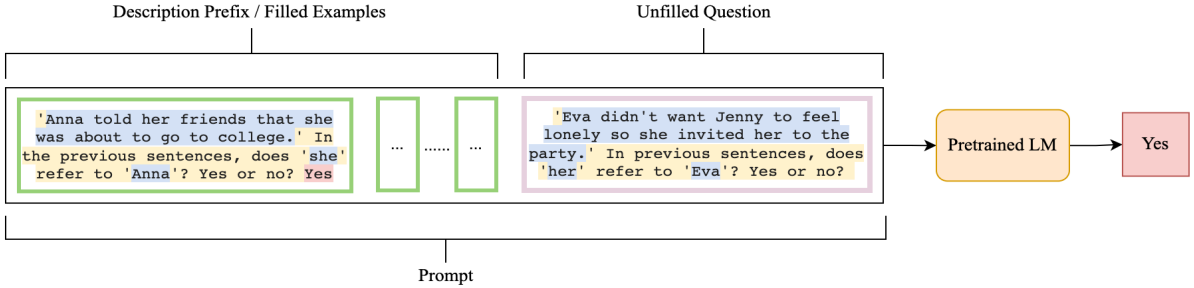 Description Prefix / Filled Examples
Unfilled Question
'Anna told her friends that she
was about to go to college.' In
the previous sentences, does 'she'
refer to 'Anna'? Yes or no? Yes
...
......
...
'Eva didn't want Jenny to feel
lonely so she invited her to the
party.' In previous sentences, does
'her' refer to 'Eva'? Yes or no?
Pretrained LM
Yes
Prompt